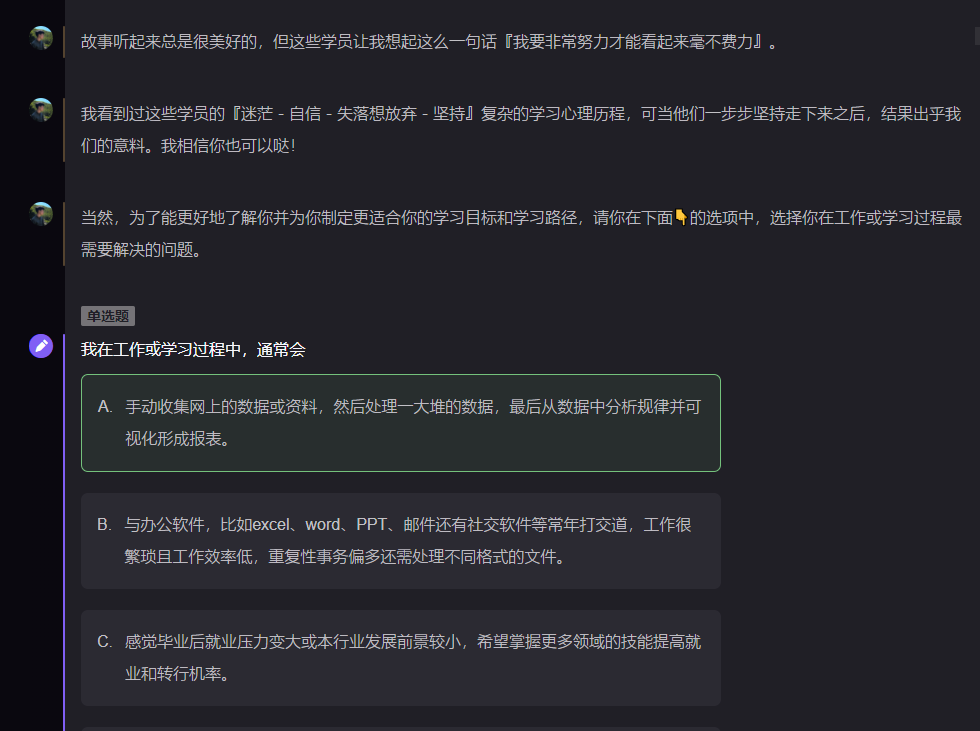 故事听起来总是很美好的，但这些学员让我想起这么一句话『我要非常努力才能看起来毫不费力』。
我看到过这些学员的『迷茫 - 自信 - 失落想放弃 - 坚持』复杂的学习心理历程，可当他们一步步坚持走下来之后，结果出乎我
们的意料。我相信你也可以哒！
当然，为了能更好地了解你并为你制定更适合你的学习目标和学习路径，请你在下面👇的选项中，选择你在工作或学习过程最
需要解决的问题。
单选题
我在工作或学习过程中，通常会
A. 手动收集网上的数据或资料，然后处理一大堆的数据，最后从数据中分析规律并可
视化形成报表。
B. 与办公软件，比如excel、word、PPT、邮件还有社交软件等常年打交道，工作很
繁琐且工作效率低，重复性事务偏多还需处理不同格式的文件。
C. 感觉毕业后就业压力变大或本行业发展前景较小，希望掌握更多领域的技能提高就
业和转行机率。